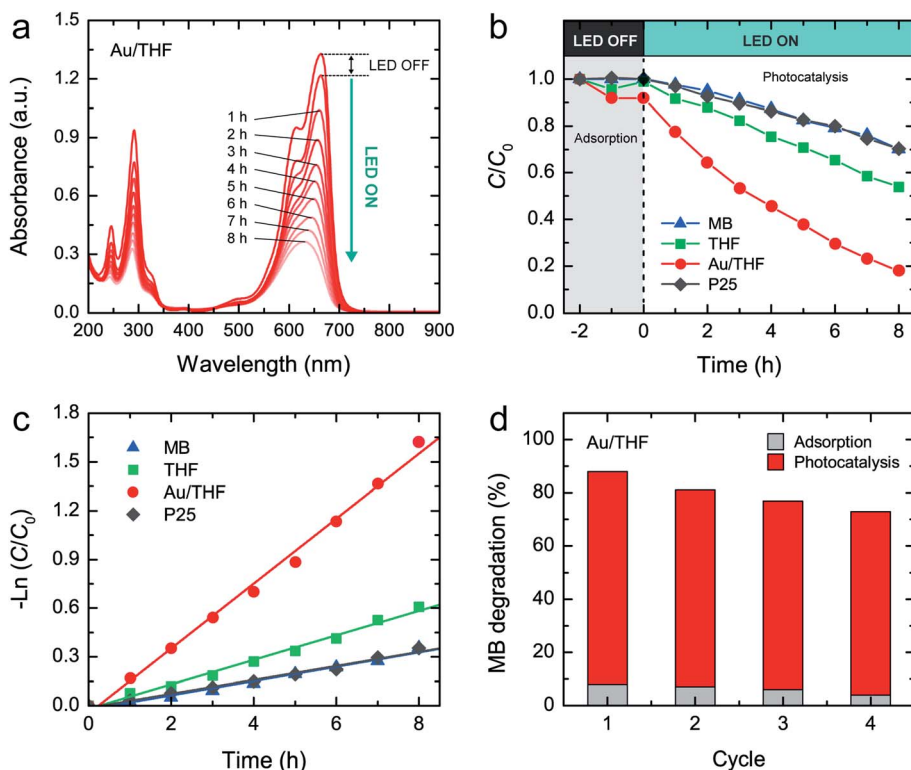 a
Au/THF
LED OFF
1 h
2 h
3 h
4 h
5 h
6 h
7 h
8 h
LED ON
1.5
1.2
0.9
0.6
0.3
0.0
Absorbance (a.u.)
200 300 400 500 600 700 800 900
Wavelength (nm)
b
LED OFF LED ON
Photocatalysis
Adsorption
MB
THF
Au/THF
P25
1.0
0.8
0.6
0.4
0.2
0.0
C/C0
-2 0 2 4 6 8
Time (h)
c
MB
THF
Au/THF
P25
1.8
1.5
1.2
0.9
0.6
0.3
0.0
-Ln (C/C0)
0 1 2 3 4 5 6 7 8
Time (h)
d
Au/THF
Adsorption
Photocatalysis
100
80
60
40
20
0
MB degradation (%)
1 2 3 4
Cycle